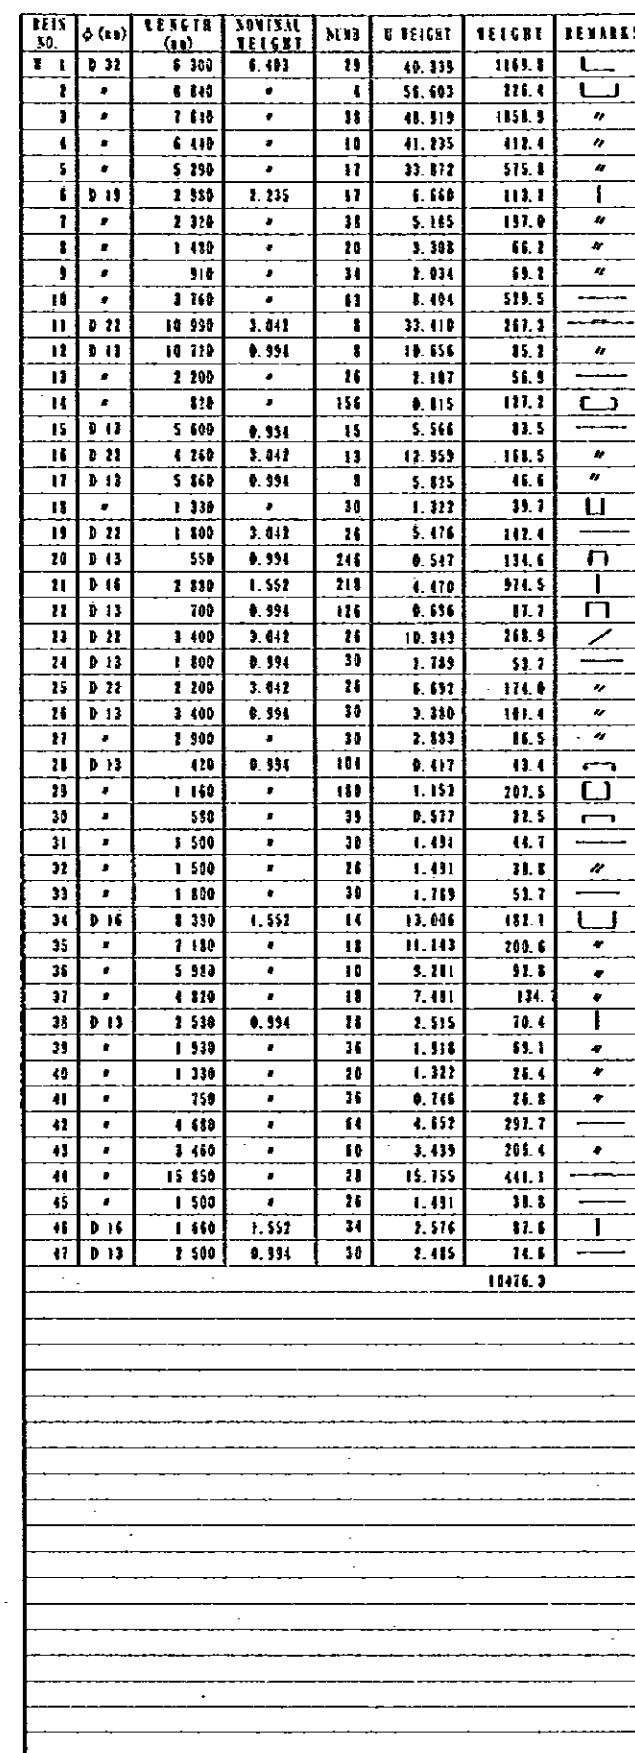 REIN NO. φ (mm) LENGTH (mm) NOMINAL WEIGHT NUMB U WEIGHT WEIGHT REMARKS
W 1 D 32 6 300 6.403 29 40.339 1169.8
2 〃 8 840 〃 4 56.603 226.4
3 〃 7 640 〃 38 48.919 1858.9 〃
4 〃 6 440 〃 10 41.235 412.4 〃
5 〃 5 290 〃 17 33.872 575.8 〃
6 D 19 2 980 2.235 17 6.660 113.2
7 〃 2 320 〃 38 5.185 197.0 〃
8 〃 1 480 〃 20 3.308 66.2 〃
9 〃 910 〃 34 2.034 69.2 〃
10 〃 3 760 〃 63 8.404 529.5
11 D 22 10 990 3.042 8 33.410 267.3
12 D 13 10 720 0.994 8 10.656 85.2 〃
13 〃 2 200 〃 26 2.187 56.9
14 〃 820 〃 156 0.815 127.2
15 D 13 5 600 0.994 15 5.566 83.5
16 D 22 4 260 3.042 13 12.959 168.5 〃
17 D 13 5 860 0.994 8 5.825 46.6 〃
18 〃 1 330 〃 30 1.322 39.7
19 D 22 1 800 3.042 26 5.476 142.4
20 D 13 550 0.994 246 0.547 134.6
21 D 16 2 880 1.552 218 4.470 974.5
22 D 13 700 0.994 126 0.696 87.7
23 D 22 3 400 3.042 26 10.343 268.9
24 D 13 1 800 0.994 30 1.789 53.7
25 D 22 2 200 3.042 26 6.692 174.0 〃
26 D 13 3 400 0.994 30 3.380 101.4 〃
27 〃 2 900 〃 30 2.883 86.5 〃
28 D 13 420 0.994 104 0.417 43.4
29 〃 1 160 〃 180 1.153 207.5
30 〃 580 〃 39 0.577 22.5
31 〃 1 500 〃 30 1.491 44.7
32 〃 1 500 〃 26 1.491 38.8 〃
33 〃 1 800 〃 30 1.789 53.7
34 D 16 8 380 1.552 14 13.006 182.1
35 〃 7 180 〃 18 11.143 200.6 〃
36 〃 5 980 〃 10 9.281 92.8 〃
37 〃 4 820 〃 18 7.481 134.7 〃
38 D 13 2 530 0.994 28 2.515 70.4
39 〃 1 930 〃 36 1.918 69.1 〃
40 〃 1 330 〃 20 1.322 26.4 〃
41 〃 750 〃 36 0.746 26.8 〃
42 〃 4 680 〃 64 4.652 297.7
43 〃 3 460 〃 60 3.439 206.4 〃
44 〃 15 850 〃 28 15.755 441.1
45 〃 1 500 〃 26 1.491 38.8
46 D 16 1 660 1.552 34 2.576 87.6
47 D 13 2 500 0.994 30 2.485 74.6
10476.3